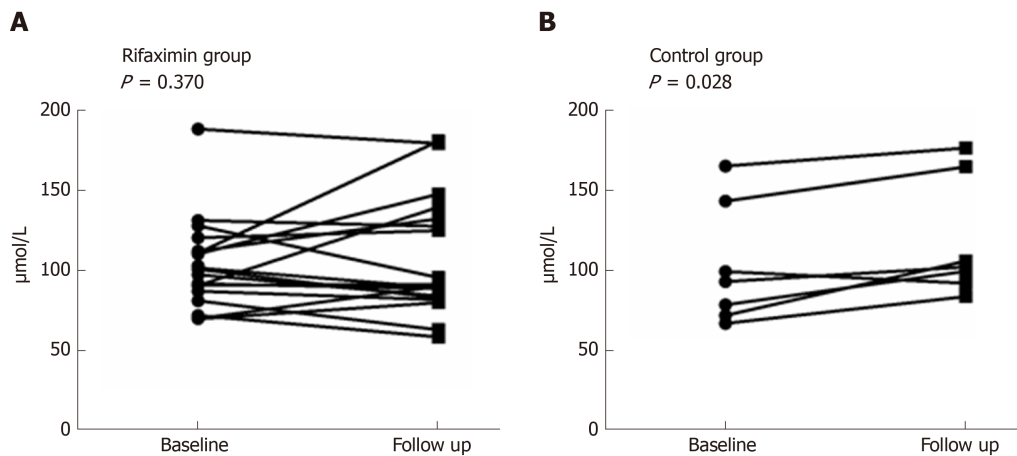 A
Rifaximin group
P = 0.370
200
150
100
50
0
µmol/L
Baseline
Follow up
B
Control group
P = 0.028
200
150
100
50
0
µmol/L
Baseline
Follow up